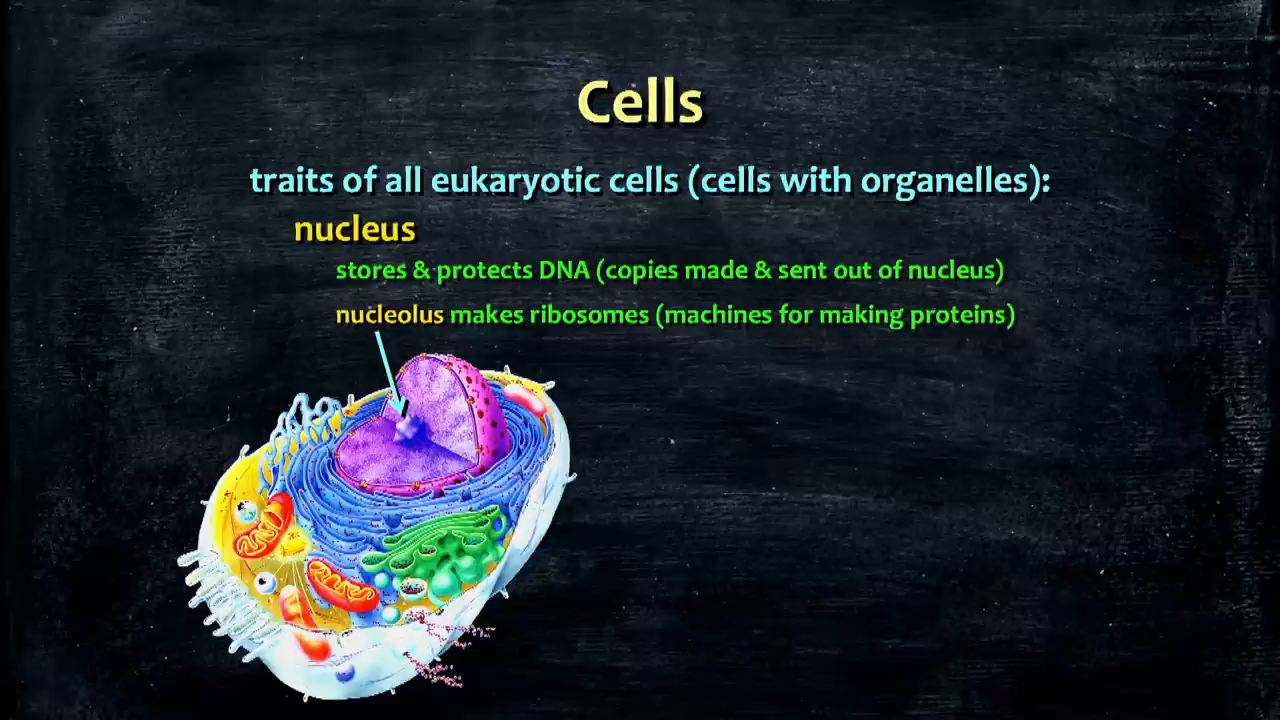 Cells
traits of all eukaryotic cells (cells with organelles):
nucleus
stores & protects DNA (copies made & sent out of nucleus)
nucleolus makes ribosomes (machines for making proteins)